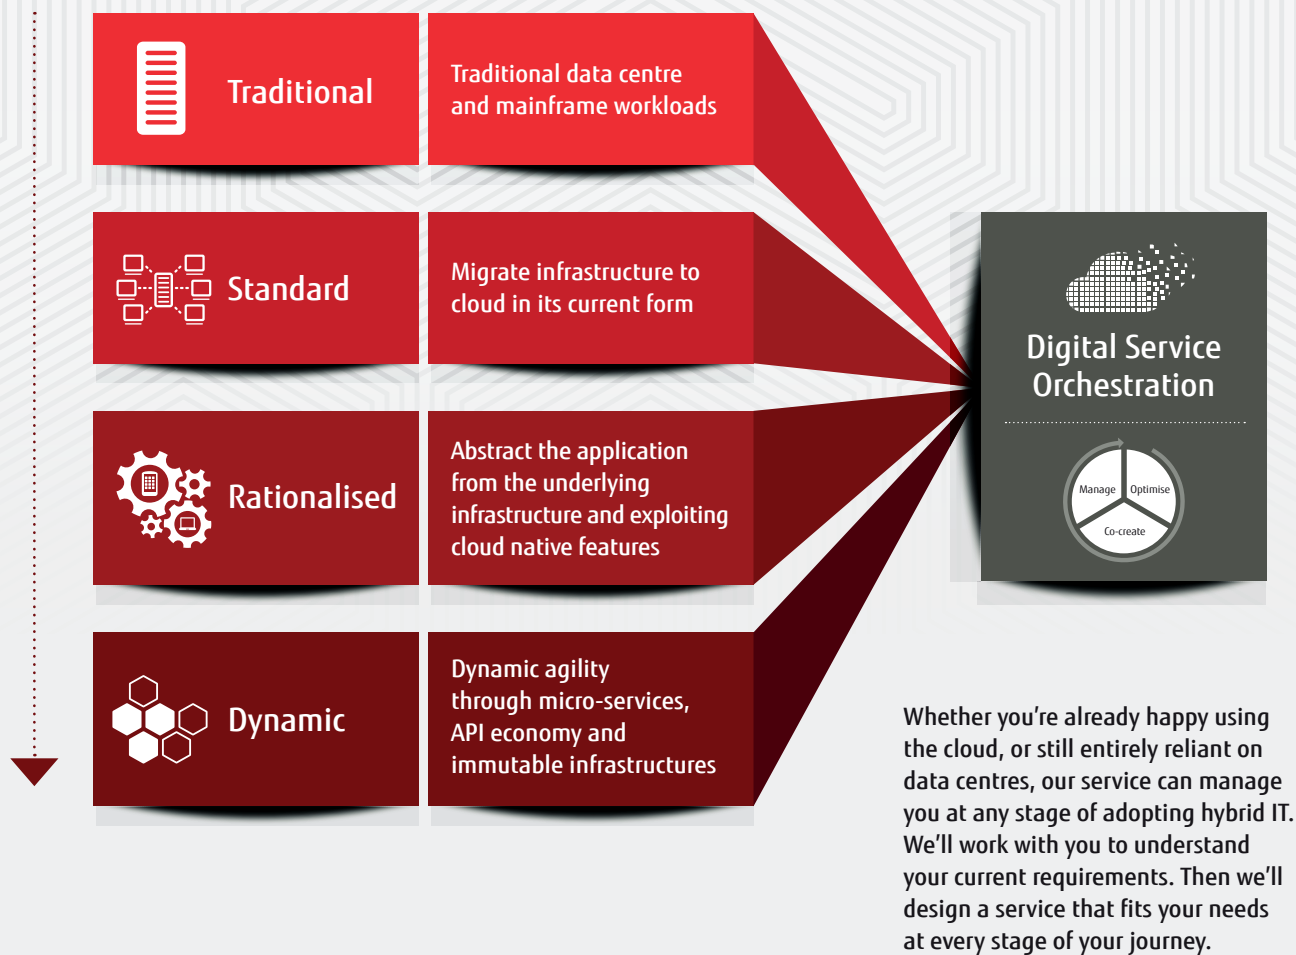 Traditional
Traditional data centre
and mainframe workloads
Standard
Migrate infrastructure to
cloud in its current form
Rationalised
Abstract the application
from the underlying
infrastructure and exploiting
cloud native features
Dynamic
Dynamic agility
through micro-services,
API economy and
immutable infrastructures
Digital Service
Orchestration
Manage
Optimise
Co-create
Whether you're already happy using
the cloud, or still entirely reliant on
data centres, our service can manage
you at any stage of adopting hybrid IT.
We'll work with you to understand
your current requirements. Then we'll
design a service that fits your needs
at every stage of your journey.